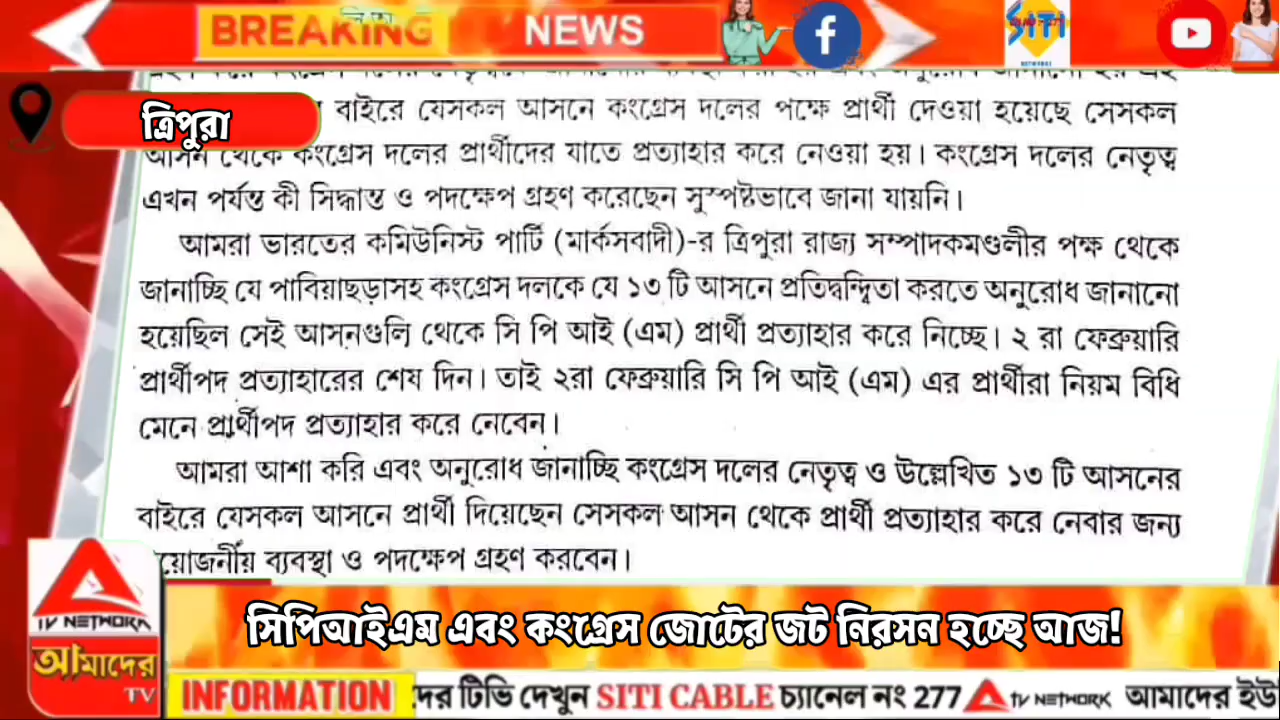 BREAKING NEWS
SITI
NETWORKS
ত্রিপুরা
বাইরে যেসকল আসনে কংগ্রেস দলের পক্ষে প্রার্থী দেওয়া হয়েছে সেসকল
আসন থেকে কংগ্রেস দলের প্রার্থীদের যাতে প্রত্যাহার করে নেওয়া হয়। কংগ্রেস দলের নেতৃত্ব
এখন পর্যন্ত কী সিদ্ধান্ত ও পদক্ষেপ গ্রহণ করেছেন সুস্পষ্টভাবে জানা যায়নি।
আমরা ভারতের কমিউনিস্ট পার্টি (মার্কসবাদী)-র ত্রিপুরা রাজ্য সম্পাদকমণ্ডলীর পক্ষ থেকে
জানাচ্ছি যে পাবিয়াছড়াসহ কংগ্রেস দলকে যে ১৩ টি আসনে প্রতিদ্বন্দ্বিতা করতে অনুরোধ জানানো
হয়েছিল সেই আসনগুলি থেকে সি পি আই (এম) প্রার্থী প্রত্যাহার করে নিচ্ছে। ২ রা ফেব্রুয়ারি
প্রার্থীপদ প্রত্যাহারের শেষ দিন। তাই ২রা ফেব্রুয়ারি সি পি আই (এম) এর প্রার্থীরা নিয়ম বিধি
মেনে প্রার্থীপদ প্রত্যাহার করে নেবেন।
আমরা আশা করি এবং অনুরোধ জানাচ্ছি কংগ্রেস দলের নেতৃত্ব ও উল্লেখিত ১৩ টি আসনের
বাইরে যেসকল আসনে প্রার্থী দিয়েছেন সেসকল আসন থেকে প্রার্থী প্রত্যাহার করে নেবার জন্য
য়োজনীয় ব্যবস্থা ও পদক্ষেপ গ্রহণ করবেন।
TV NETWORK
আমাদের
TV
সিপিআইএম এবং কংগ্রেস জোটের জট নিরসন হচ্ছে আজ!
INFORMATION দের টিভি দেখুন SITI CABLE চ্যানেল নং 277 TV NETWORK আমাদের ইউ